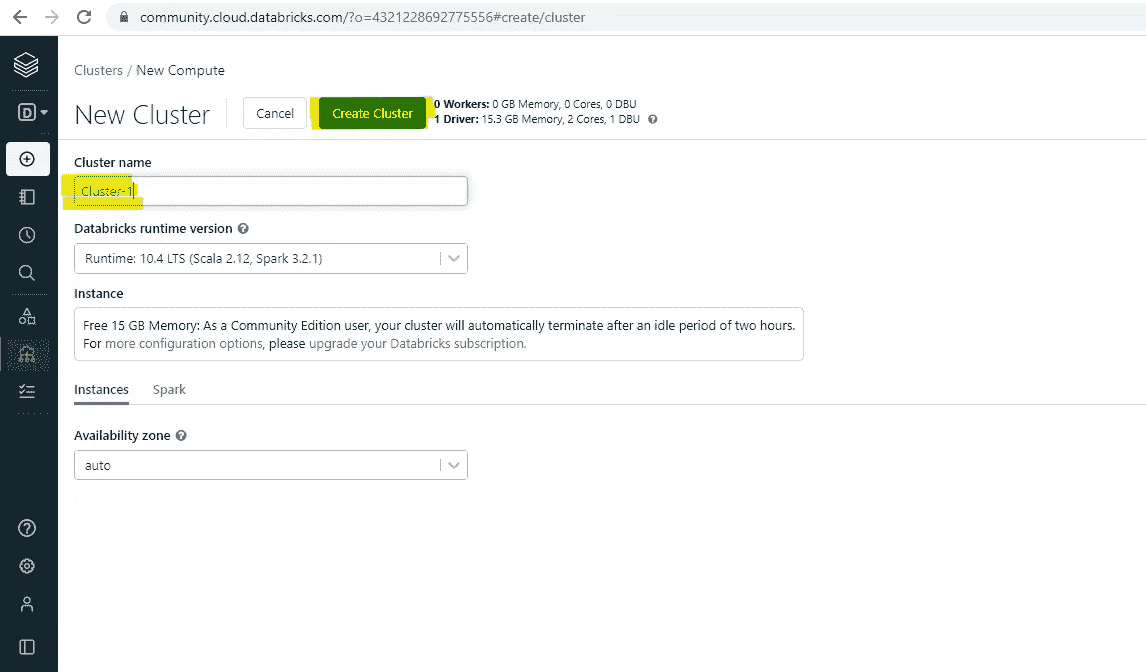 community.cloud.databricks.com/?o=4321228692775556#create/cluster
Clusters / New Compute
D
New Cluster
Cancel
Create Cluster
0 Workers: 0 GB Memory, 0 Cores, 0 DBU
1 Driver: 15.3 GB Memory, 2 Cores, 1 DBU
Cluster name
Cluster-1
Databricks runtime version
Runtime: 10.4 LTS (Scala 2.12, Spark 3.2.1)
Instance
Free 15 GB Memory: As a Community Edition user, your cluster will automatically terminate after an idle period of two hours.
For more configuration options, please upgrade your Databricks subscription.
Instances Spark
Availability zone
auto